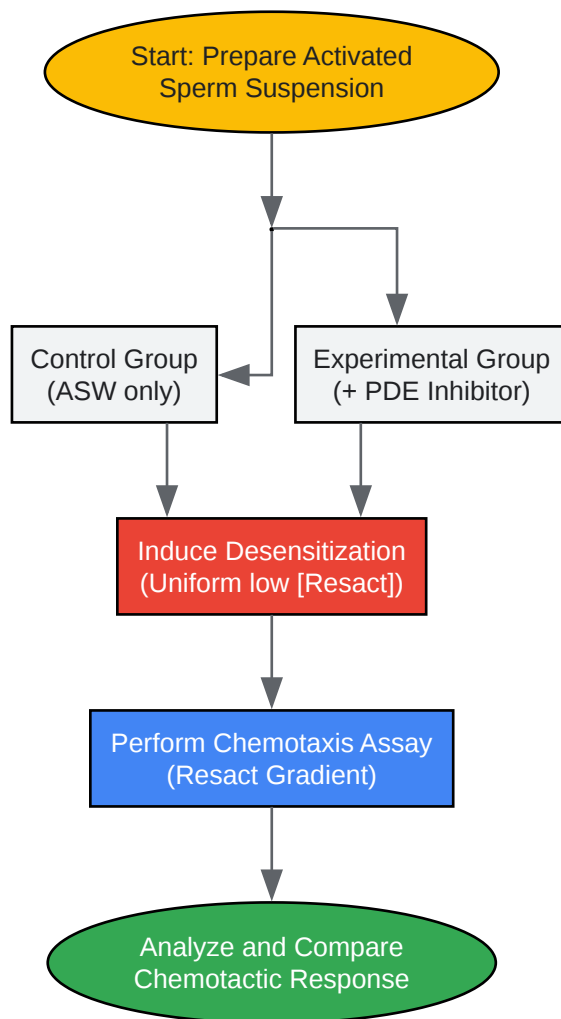 Start: Prepare Activated
Sperm Suspension
Control Group
(ASW only)
Experimental Group
(+ PDE Inhibitor)
Induce Desensitization
(Uniform low [Resact])
Perform Chemotaxis Assay
(Resact Gradient)
Analyze and Compare
Chemotactic Response